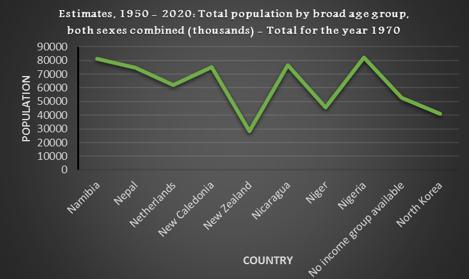 Estimates, 1950 – 2020: Total population by broad age group,
both sexes combined (thousands) – Total for the year 1970
90000
80000
70000
60000
50000
40000
30000
20000
10000
0
POPULATION
Namibia
Nepal
Netherlands
New Caledonia
New Zealand
Nicaragua
Niger
Nigeria
No income group available
North Korea
COUNTRY